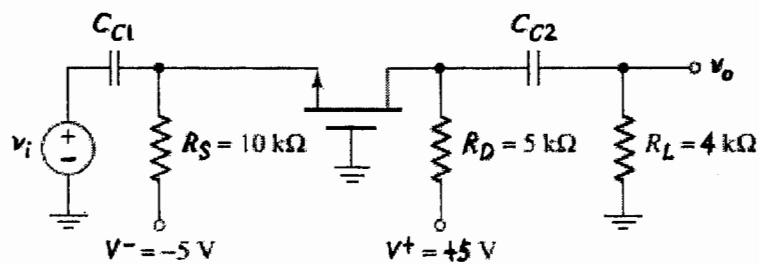 C_C1
C_C2
v_o
v_i
+
-
R_S = 10 kΩ
R_D = 5 kΩ
R_L = 4 kΩ
V⁻ = -5 V
V⁺ = +5 V